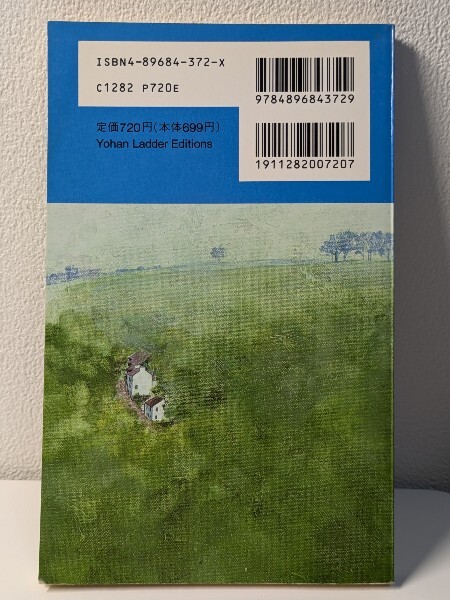 ISBN4-89684-372-X
C1282 P720E
定価720円(本体699円)
Yohan Ladder Editions
9784896843729
1911282007207